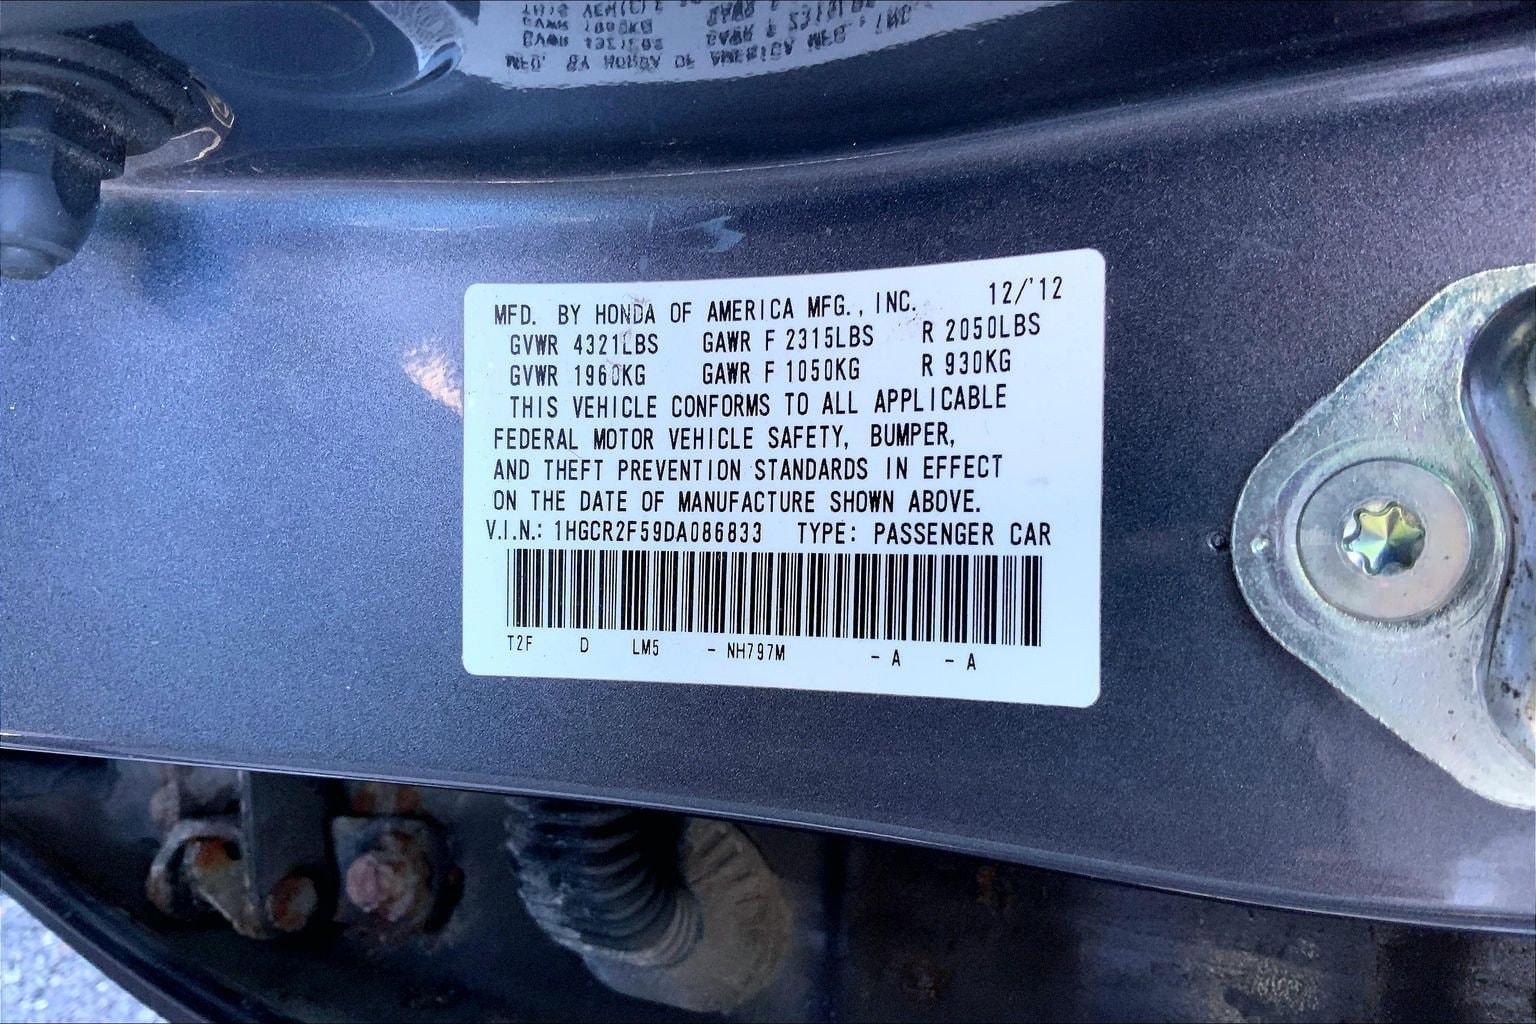 MFD. BY HONDA OF AMERICA MFG., INC. 12/'12
GVWR 4321LBS GAWR F 2315LBS R 2050LBS
GVWR 1960KG GAWR F 1050KG R 930KG
THIS VEHICLE CONFORMS TO ALL APPLICABLE
FEDERAL MOTOR VEHICLE SAFETY, BUMPER,
AND THEFT PREVENTION STANDARDS IN EFFECT
ON THE DATE OF MANUFACTURE SHOWN ABOVE.
V.I.N.: 1HGCR2F59DA086833 TYPE: PASSENGER CAR
T2F D LM5 - NH797M - A - A